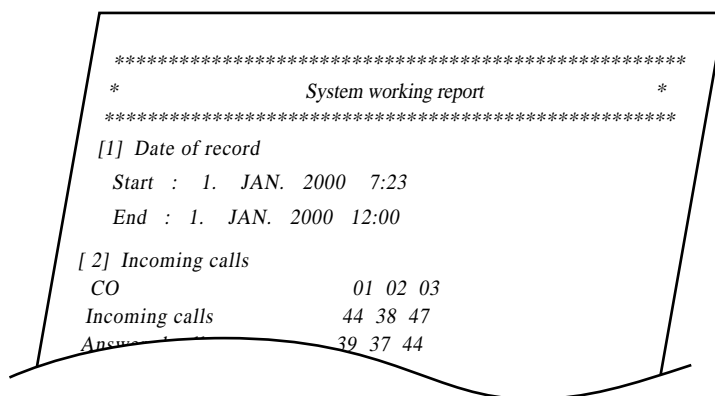 *****************************************************
* System working report *
*****************************************************
[1] Date of record
Start : 1. JAN. 2000 7:23
End : 1. JAN. 2000 12:00
[ 2] Incoming calls
CO 01 02 03
Incoming calls 44 38 47
39 37 44